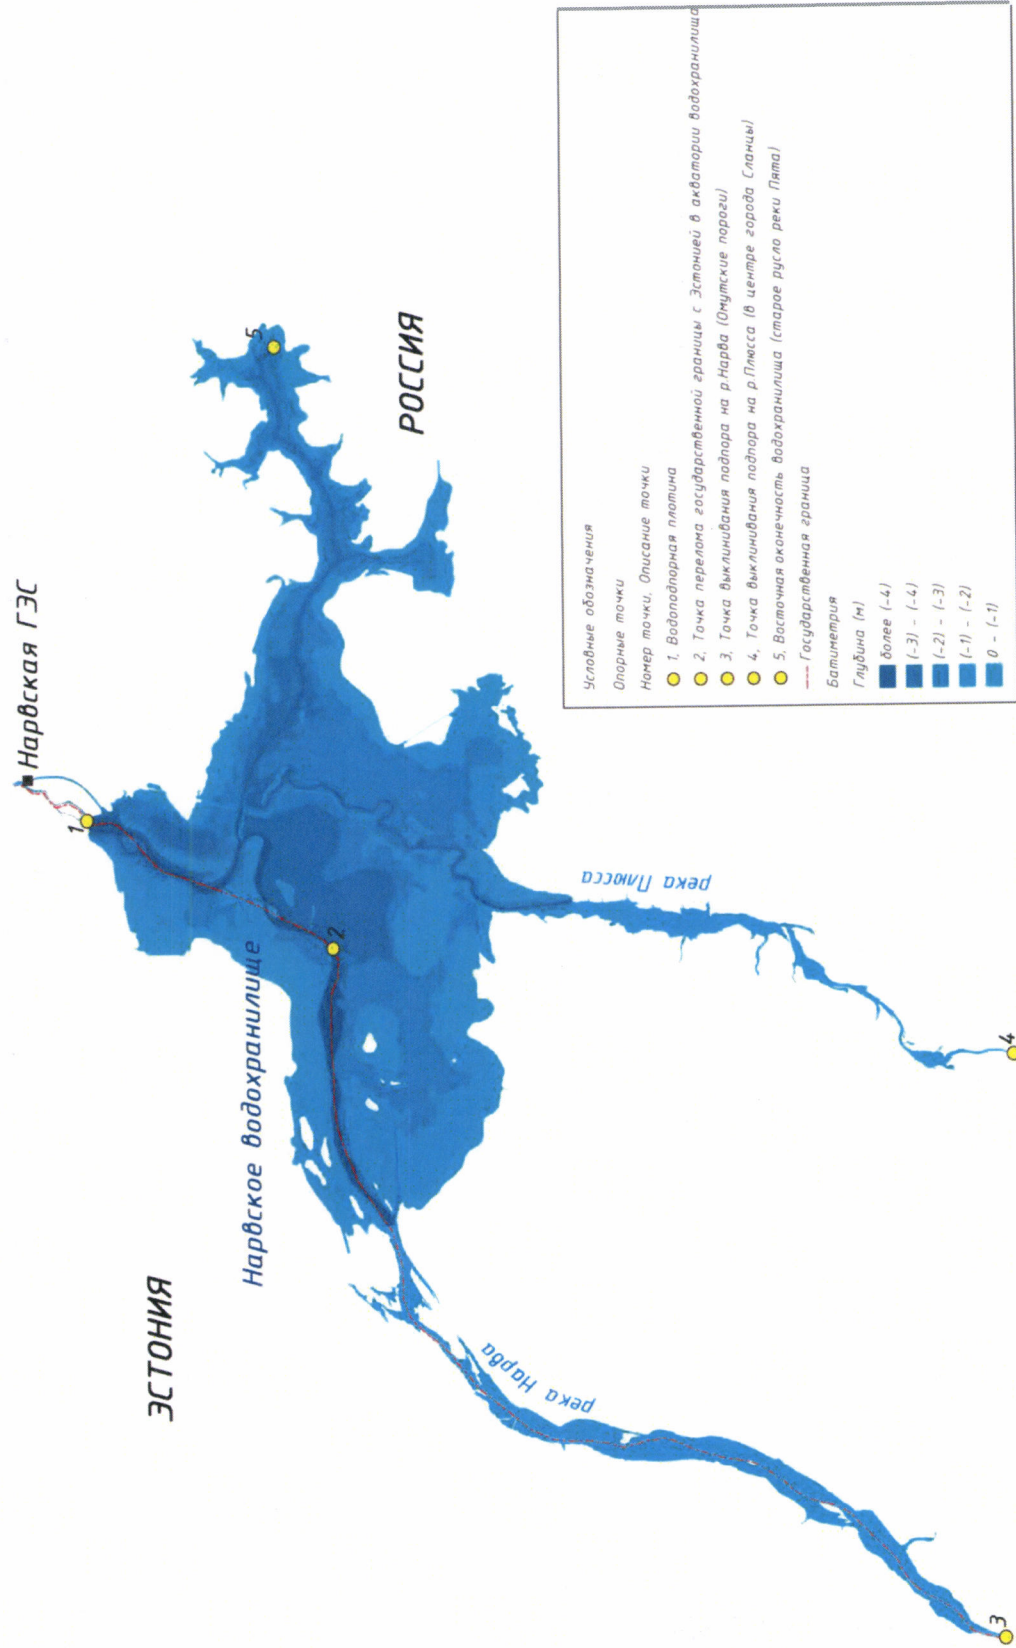 Нарвская ГЭС
1
5
РОССИЯ
Нарвское водохранилище
2
ЭСТОНИЯ
река Плюсса
река Нарва
4
3
Условные обозначения
Опорные точки
Номер точки, Описание точки
1, Водоподпорная плотина
2, Точка перелома государственной границы с Эстонией в акватории водохранилища
3, Точка выклинивания подпора на р.Нарва (Омутские пороги)
4, Точка выклинивания подпора на р.Плюсса (в центре города Сланцы)
5, Восточная оконечность водохранилища (старое русло реки Пята)
Государственная граница
Батиметрия
Глубина (м)
более (-4)
(-3) - (-4)
(-2) - (-3)
(-1) - (-2)
0 - (-1)